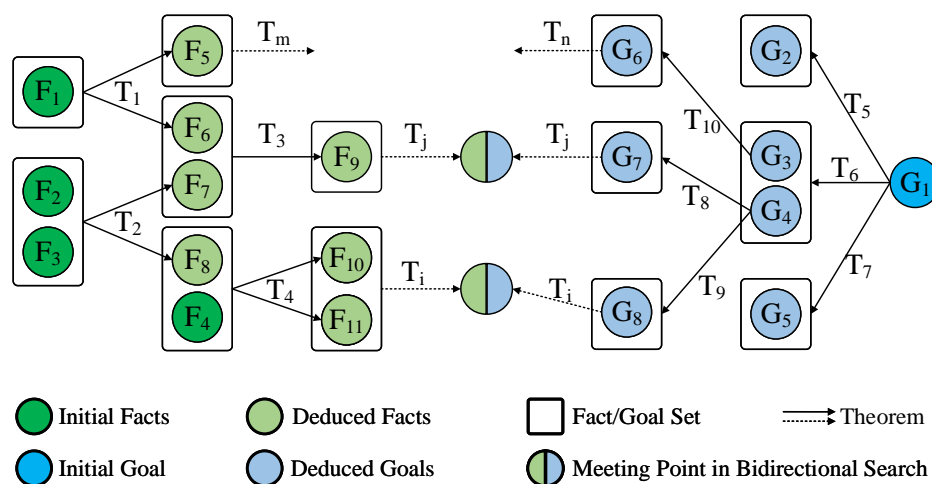 F5 Tm Tn G6 G2
F1 T1 T5
F6 T10
T3 F9 Tj Tj G7 G3 T6 G1
F7 T8 G4
F2 T2
F3 F8 F10 Ti Ti T9 T7
T4 G8 G5
F4 F11
Initial Facts Deduced Facts Fact/Goal Set Theorem
Initial Goal Deduced Goals Meeting Point in Bidirectional Search